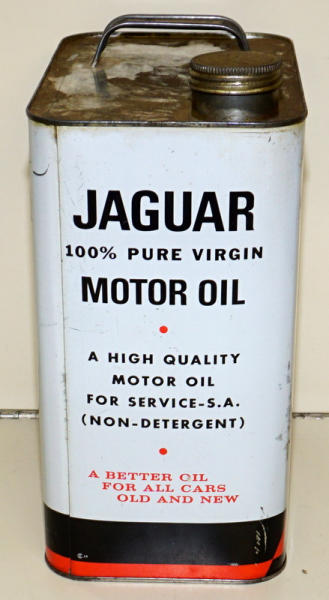 JAGUAR
100% PURE VIRGIN
MOTOR OIL
A HIGH QUALITY
MOTOR OIL
FOR SERVICE-S.A.
(NON-DETERGENT)
A BETTER OIL
FOR ALL CARS
OLD AND NEW